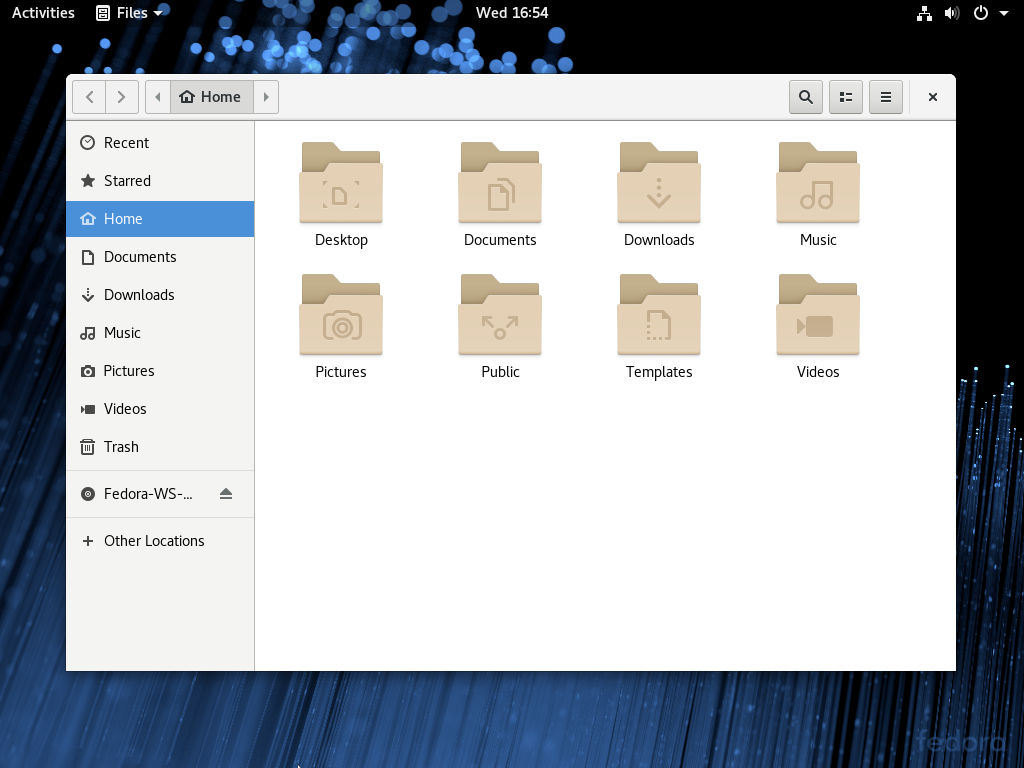 Activities Files Wed 16:54
Home
Recent
Starred
Home
Documents
Downloads
Music
Pictures
Videos
Trash
Fedora-WS-...
Other Locations
Desktop Documents Downloads Music
Pictures Public Templates Videos
fedora